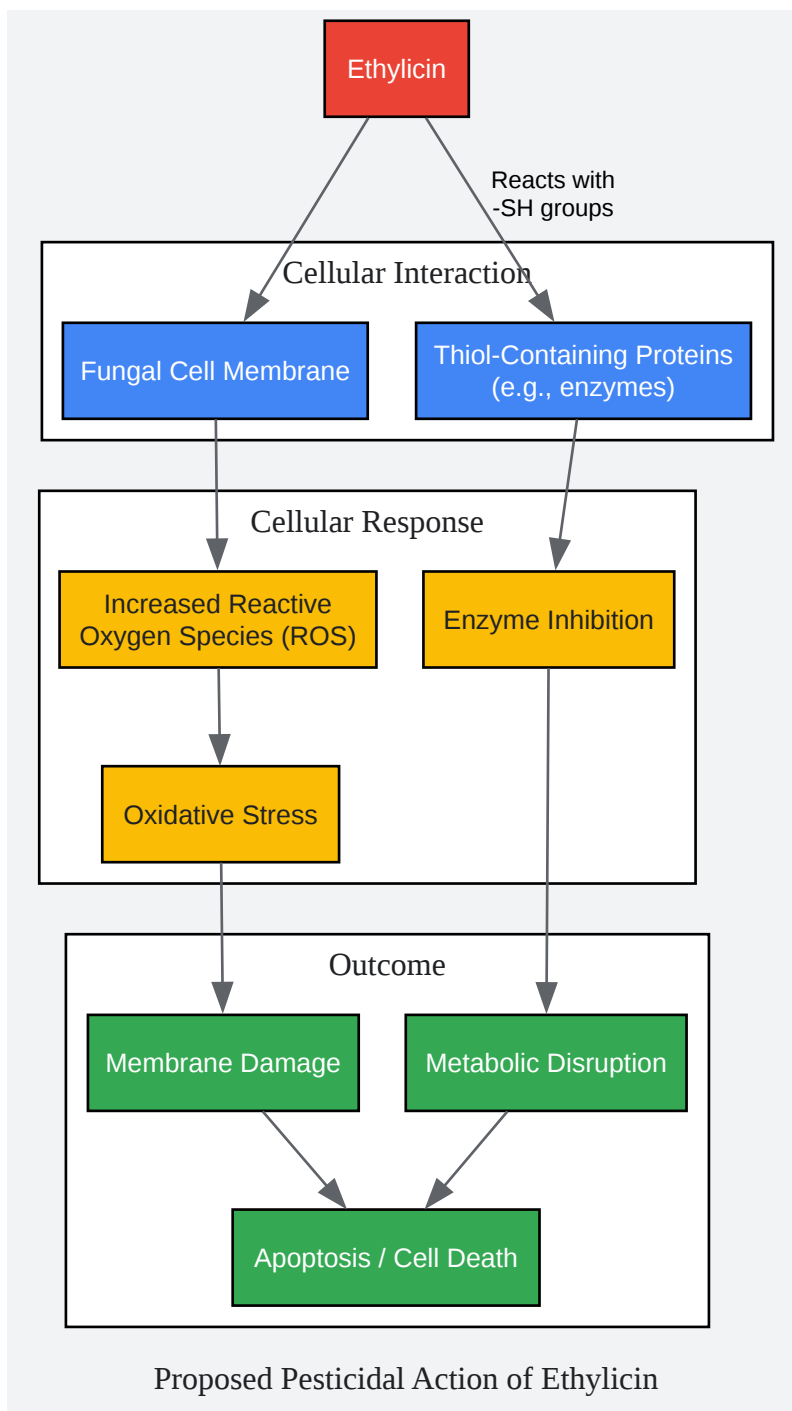 Ethylicin
Reacts with
-SH groups
Cellular Interaction
Fungal Cell Membrane
Thiol-Containing Proteins
(e.g., enzymes)
Cellular Response
Increased Reactive
Oxygen Species (ROS)
Enzyme Inhibition
Oxidative Stress
Outcome
Membrane Damage
Metabolic Disruption
Apoptosis / Cell Death
Proposed Pesticidal Action of Ethylicin